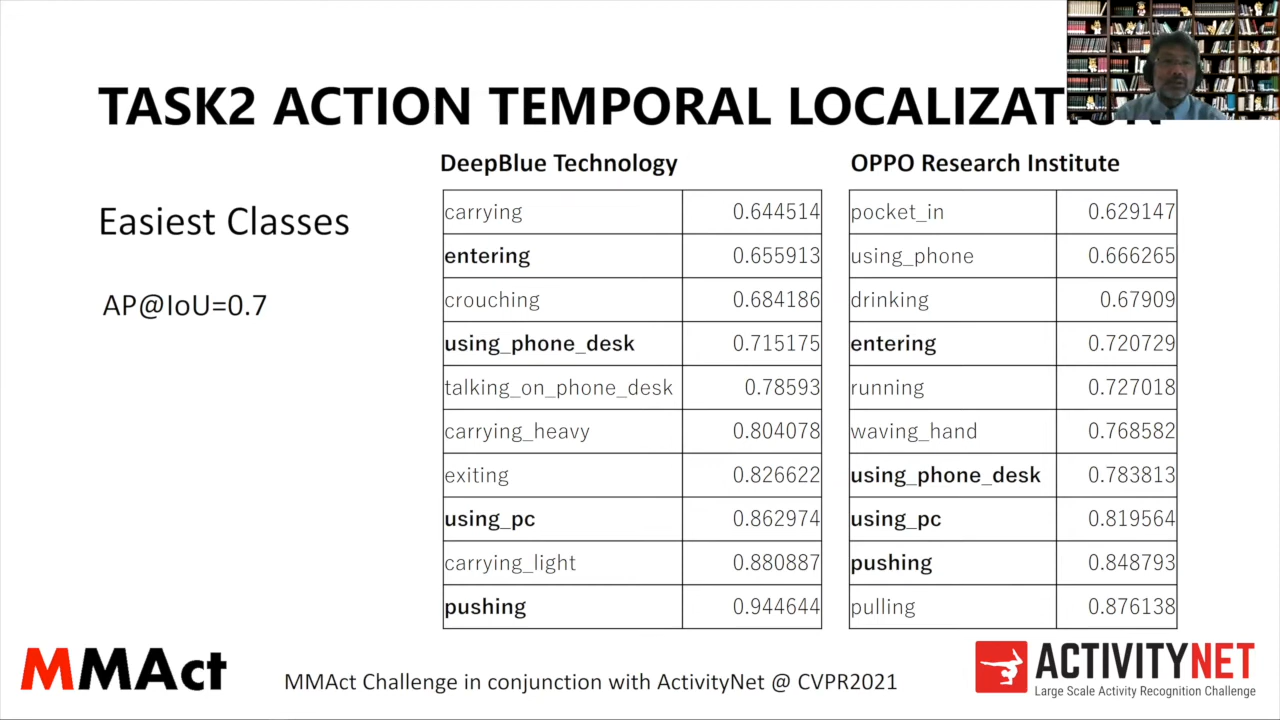 TASK2 ACTION TEMPORAL LOCALIZATION
Easiest Classes
AP@IoU=0.7
DeepBlue Technology
carrying 0.644514
entering 0.655913
crouching 0.684186
using_phone_desk 0.715175
talking_on_phone_desk 0.78593
carrying_heavy 0.804078
exiting 0.826622
using_pc 0.862974
carrying_light 0.880887
pushing 0.944644
OPPO Research Institute
pocket_in 0.629147
using_phone 0.666265
drinking 0.67909
entering 0.720729
running 0.727018
waving_hand 0.768582
using_phone_desk 0.783813
using_pc 0.819564
pushing 0.848793
pulling 0.876138
MMAct
MMAct Challenge in conjunction with ActivityNet @ CVPR2021
ACTIVITYNET
Large Scale Activity Recognition Challenge